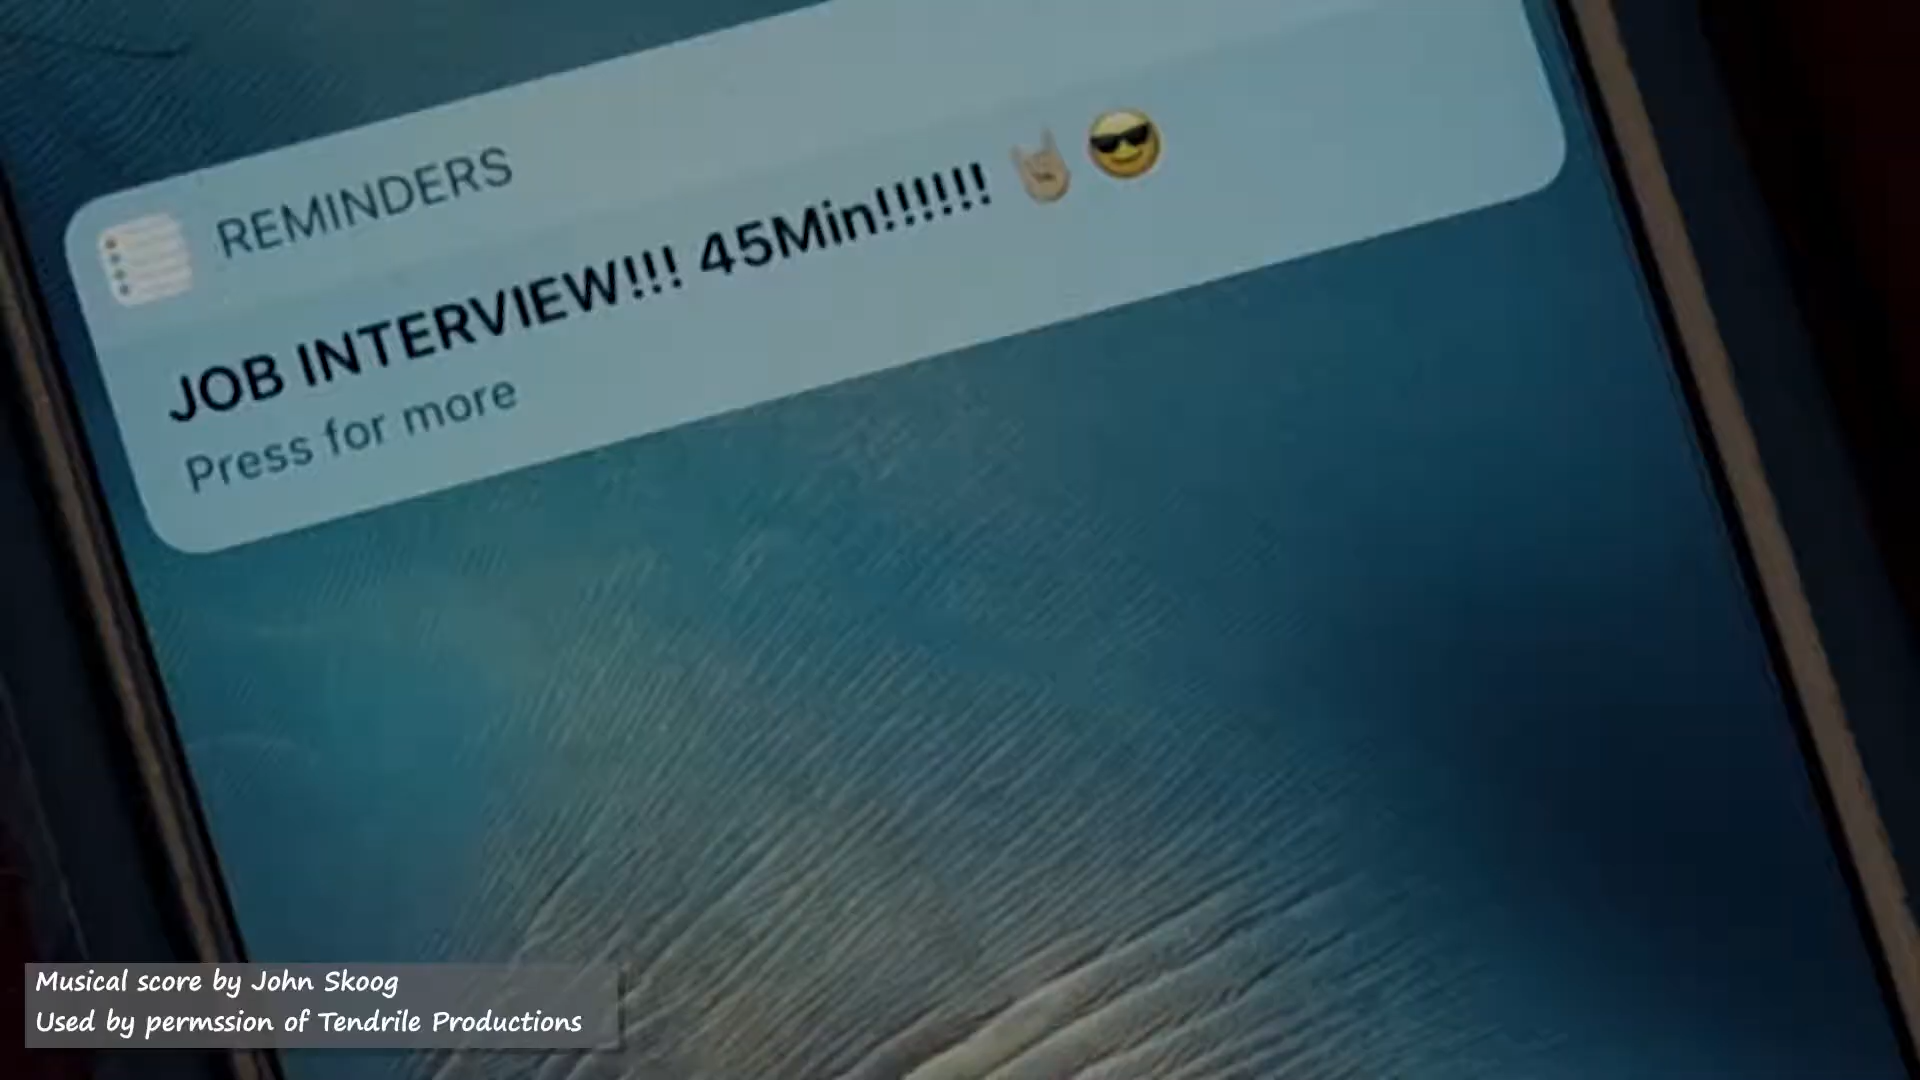 REMINDERS
JOB INTERVIEW!!! 45Min!!!!!! 🤘🏼 😎
Press for more
Musical score by John Skoog
Used by permssion of Tendrile Productions